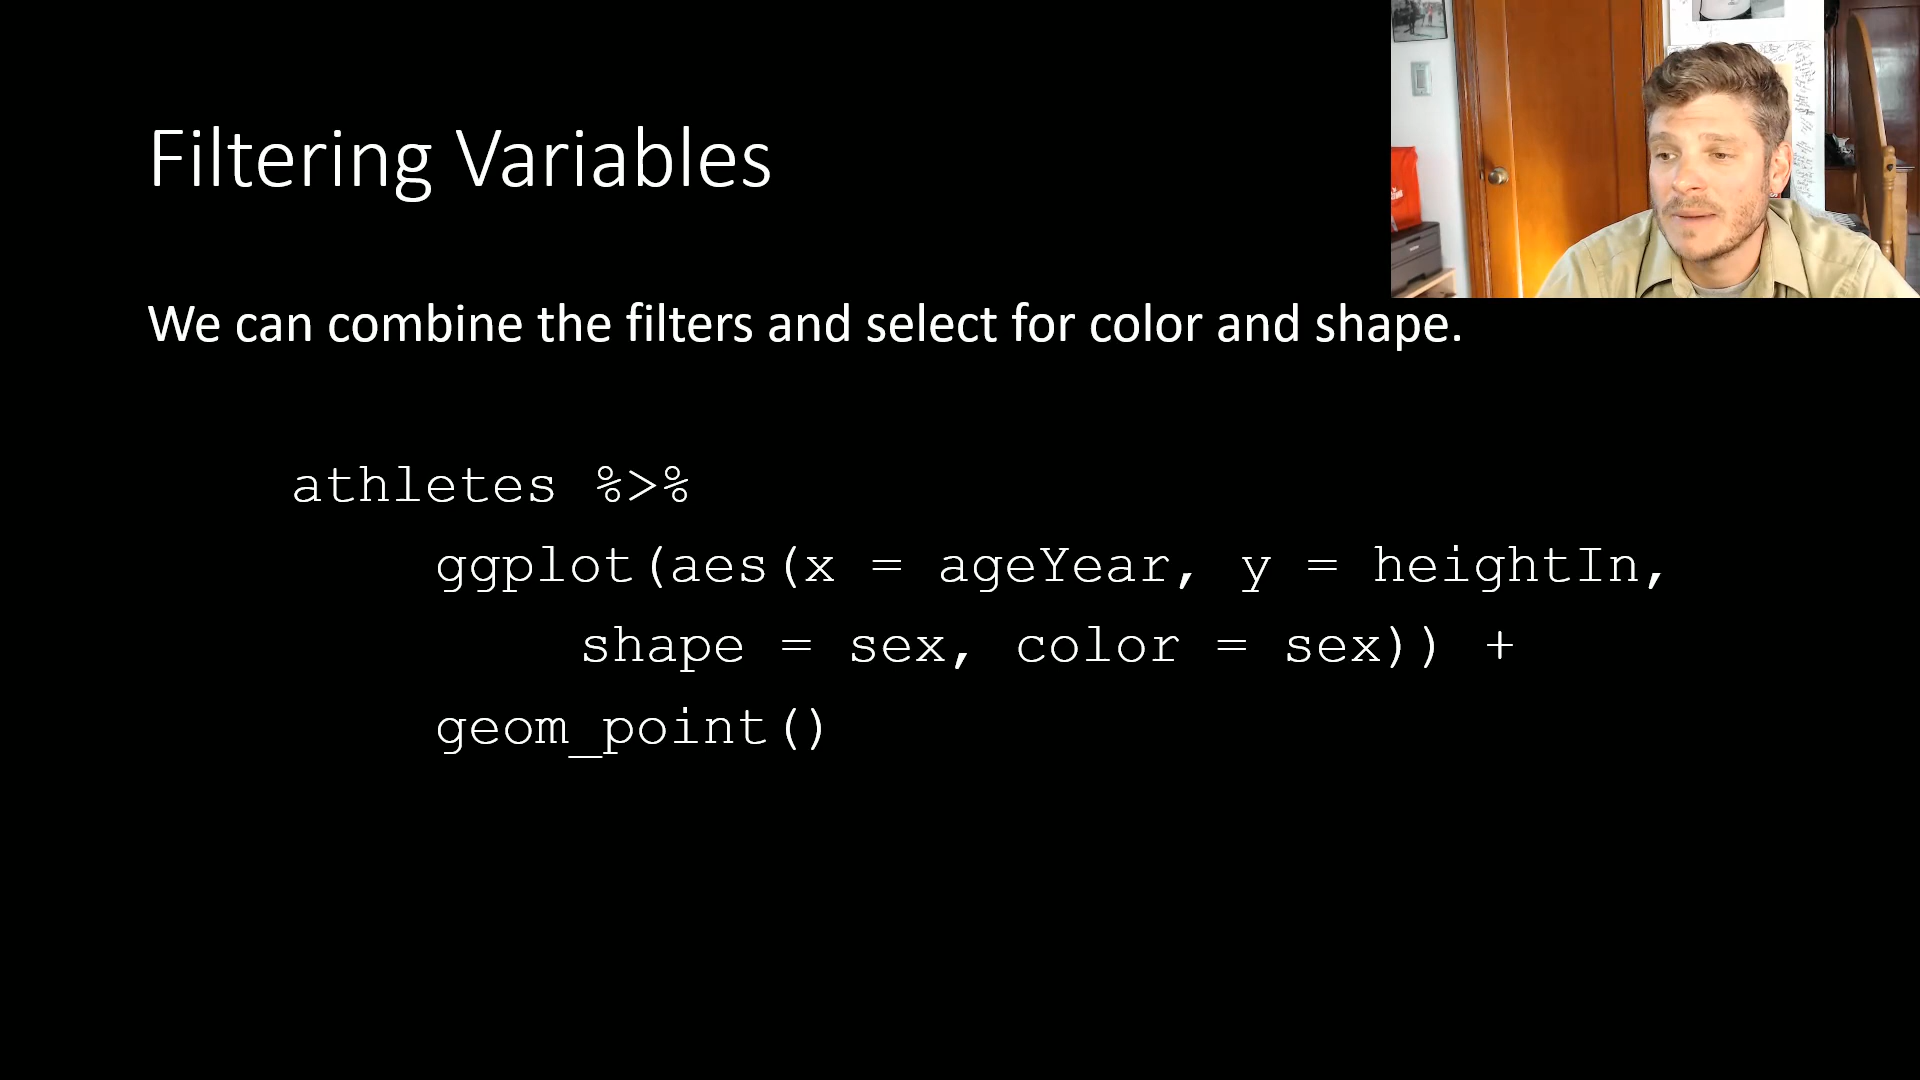 Filtering Variables
We can combine the filters and select for color and shape.
athletes %>%
ggplot(aes(x = ageYear, y = heightIn,
shape = sex, color = sex)) +
geom_point()